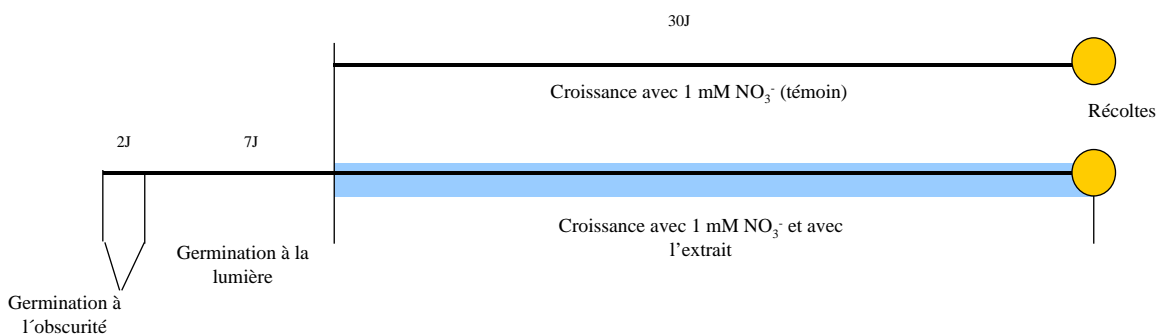 30J
Croissance avec 1 mM NO₃⁻ (témoin)
Récoltes
2J
7J
Croissance avec 1 mM NO₃⁻ et avec
l’extrait
Germination à la
lumière
Germination à
l´obscurité